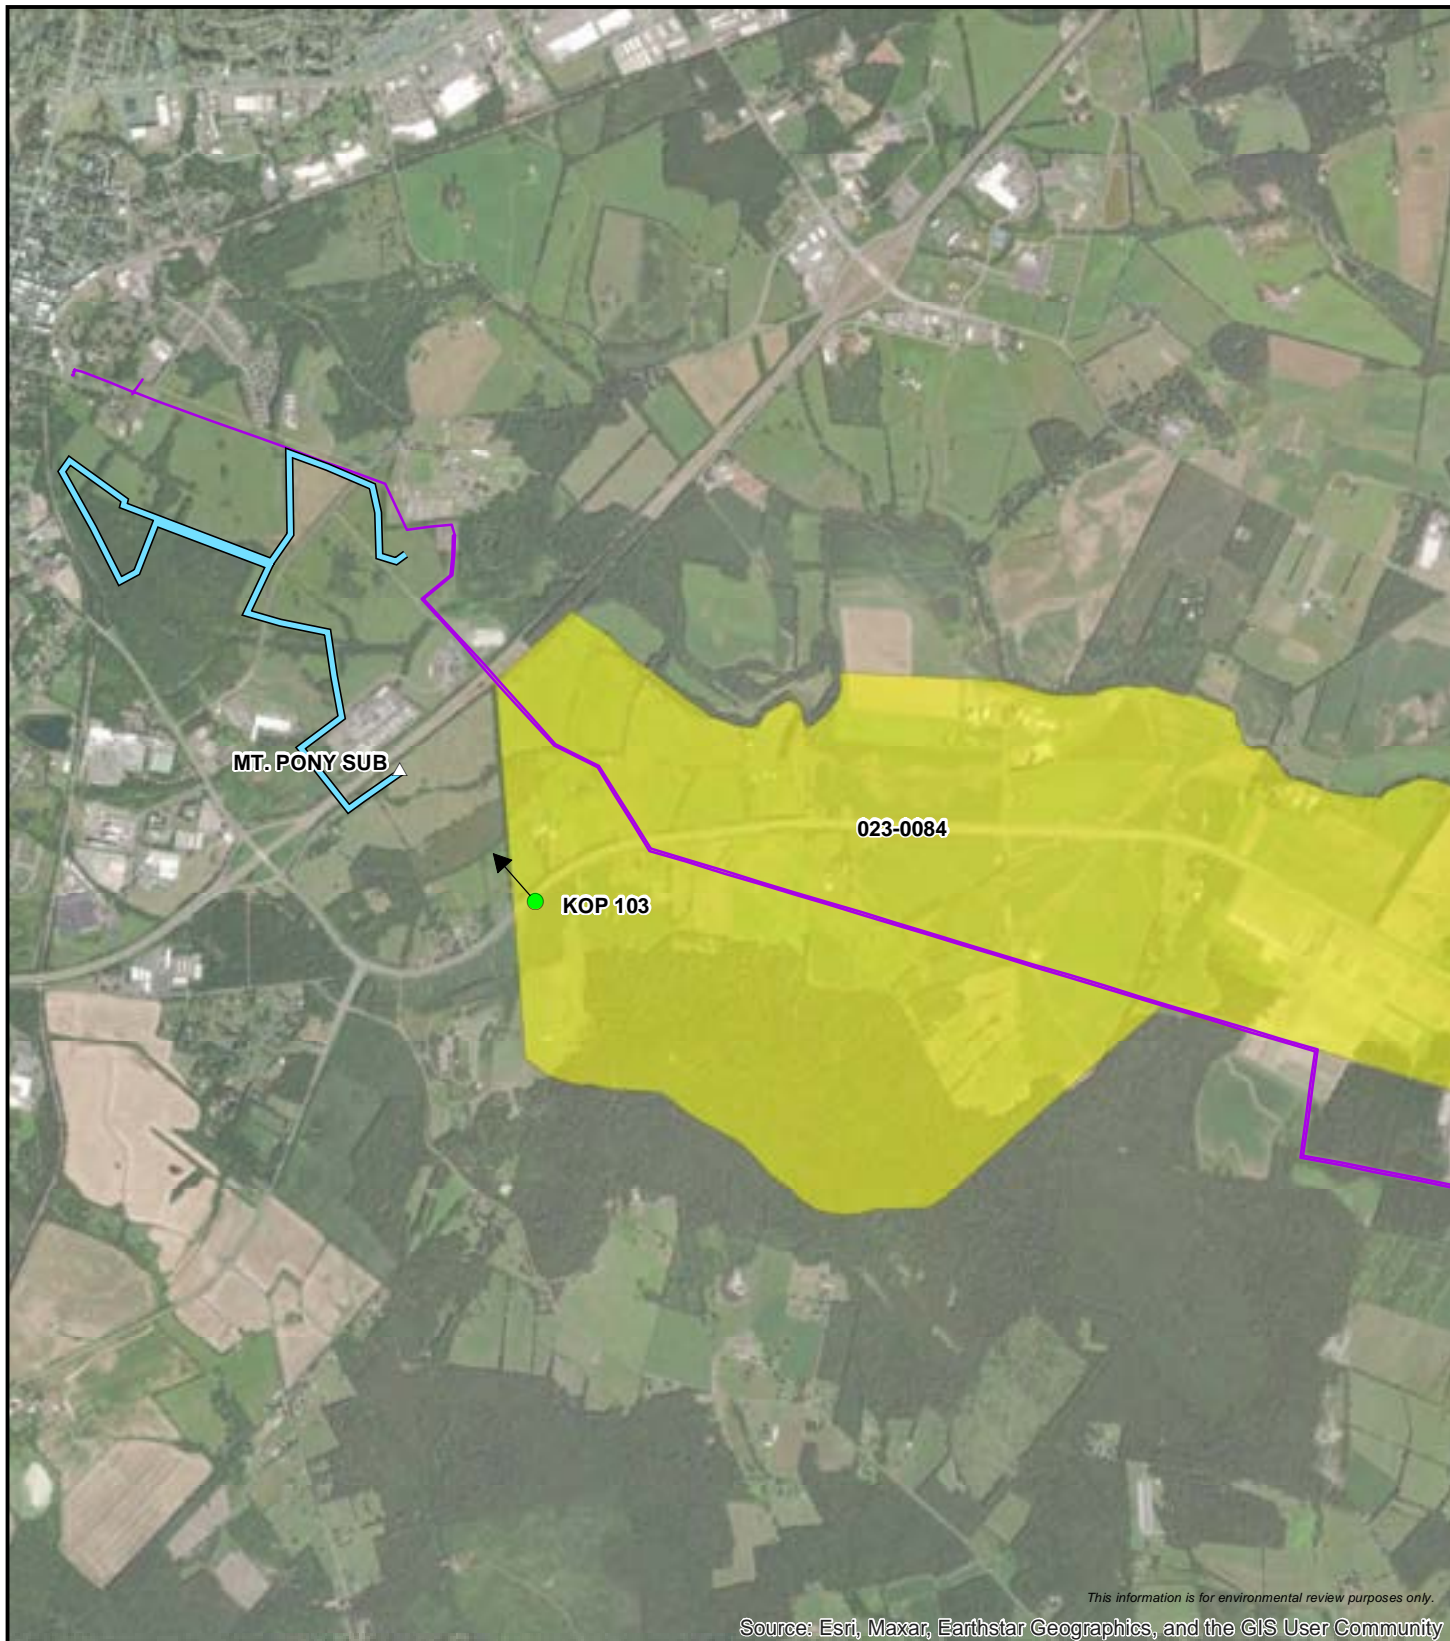 MT. PONY SUB
023-0084
KOP 103
This information is for environmental review purposes only.
Source: Esri, Maxar, Earthstar Geographics, and the GIS User Community